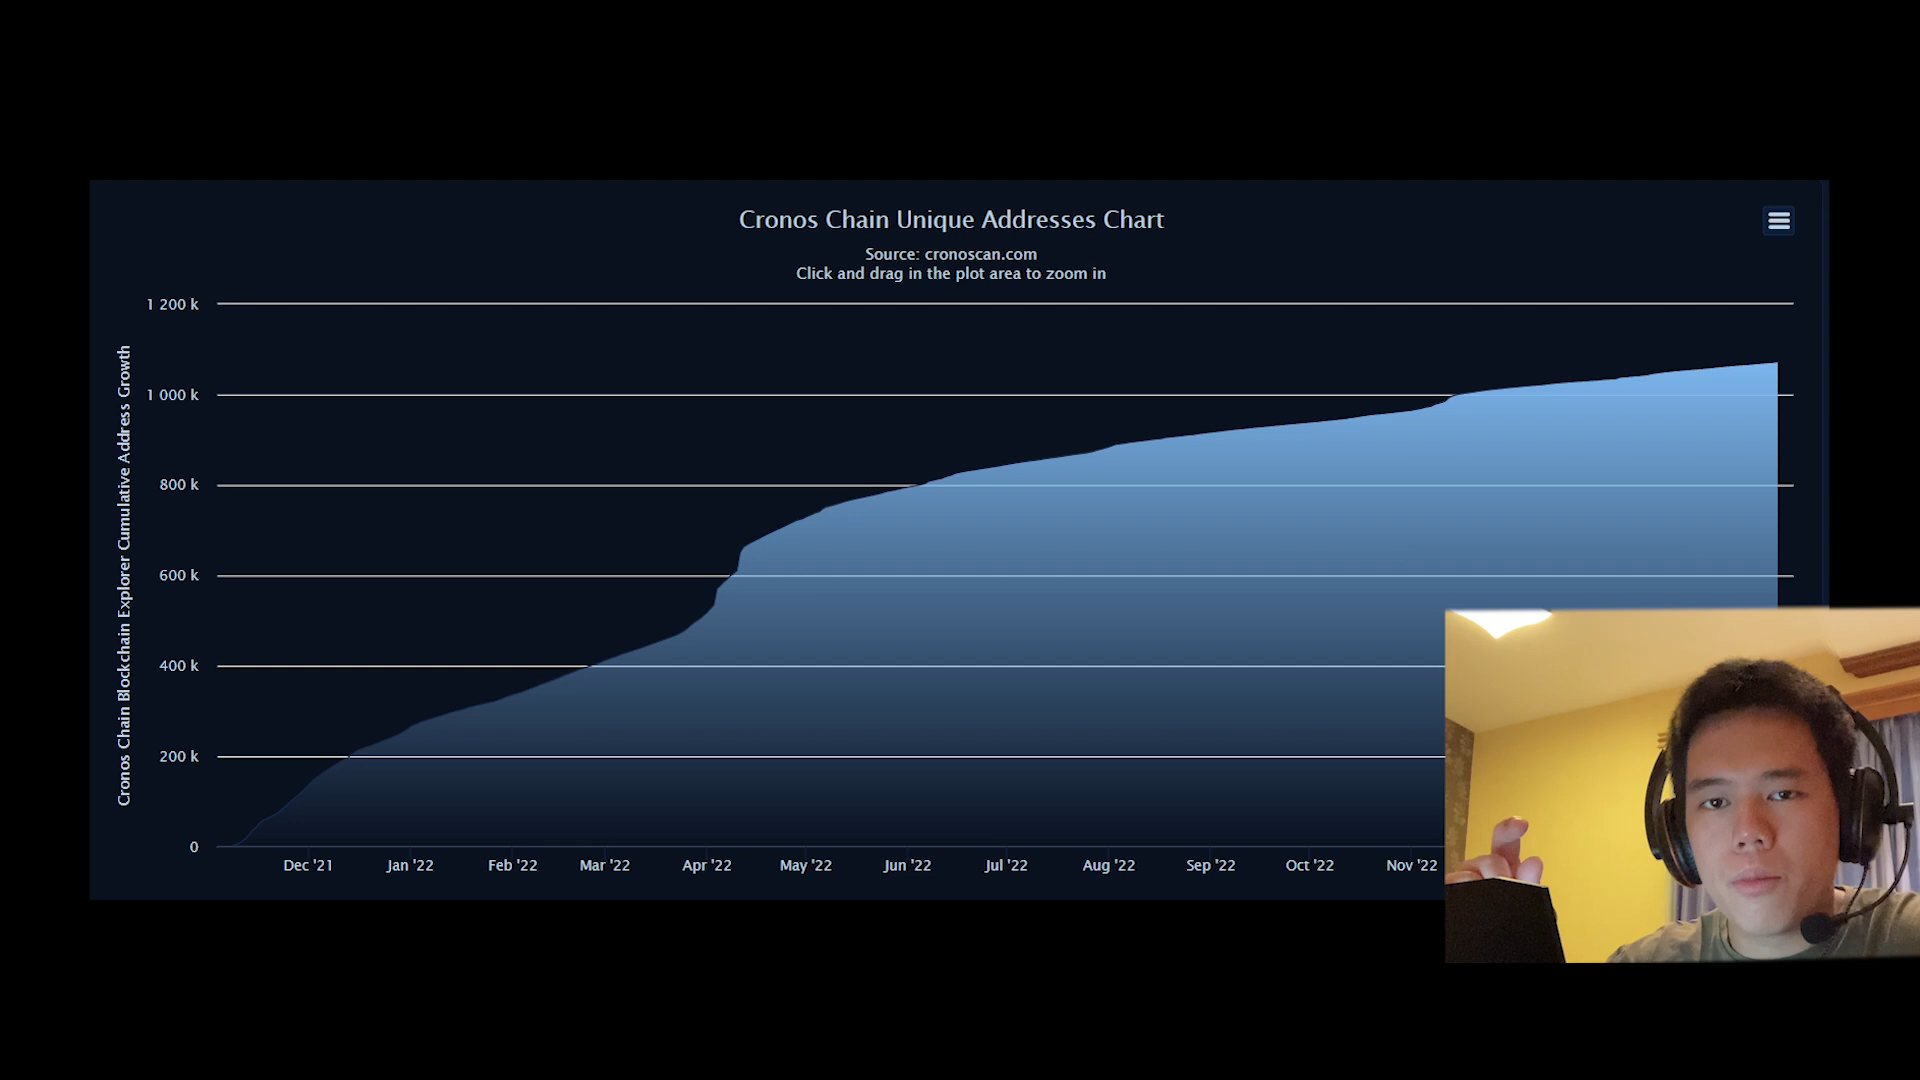 Cronos Chain Unique Addresses Chart
Source: cronoscan.com
Click and drag in the plot area to zoom in
Cronos Chain Blockchain Explorer Cumulative Address Growth
1 200 k
1 000 k
800 k
600 k
400 k
200 k
0
Dec '21 Jan '22 Feb '22 Mar '22 Apr '22 May '22 Jun '22 Jul '22 Aug '22 Sep '22 Oct '22 Nov '22